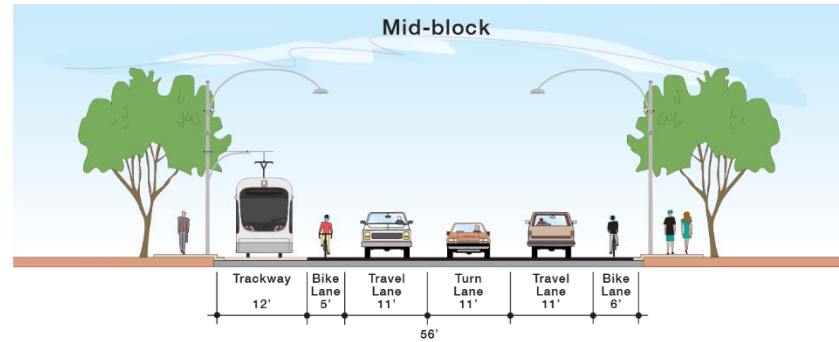 Mid-block
Trackway
12’
Bike
Lane
5’
Travel
Lane
11’
Turn
Lane
11’
Travel
Lane
11’
Bike
Lane
6’
56’